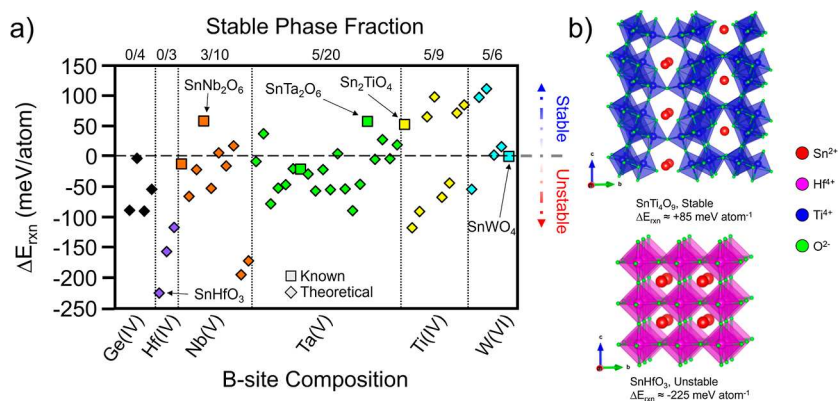 a)
Stable Phase Fraction
0/4 0/3 3/10 5/20 5/9 5/6
150
100
50
0
-50
-100
-150
-200
-250
ΔErxn (meV/atom)
SnNb2O6
SnTa2O6
Sn2TiO4
SnWO4
SnHfO3
Known
Theoretical
Stable
Unstable
Ge(IV) Hf(IV) Nb(V) Ta(V) Ti(IV) W(VI)
B-site Composition
b)
c
b
SnTi4O9, Stable
ΔErxn ≈ +85 meV atom-1
c
b
SnHfO3, Unstable
ΔErxn ≈ -225 meV atom-1
Sn2+
Hf4+
Ti4+
O2-